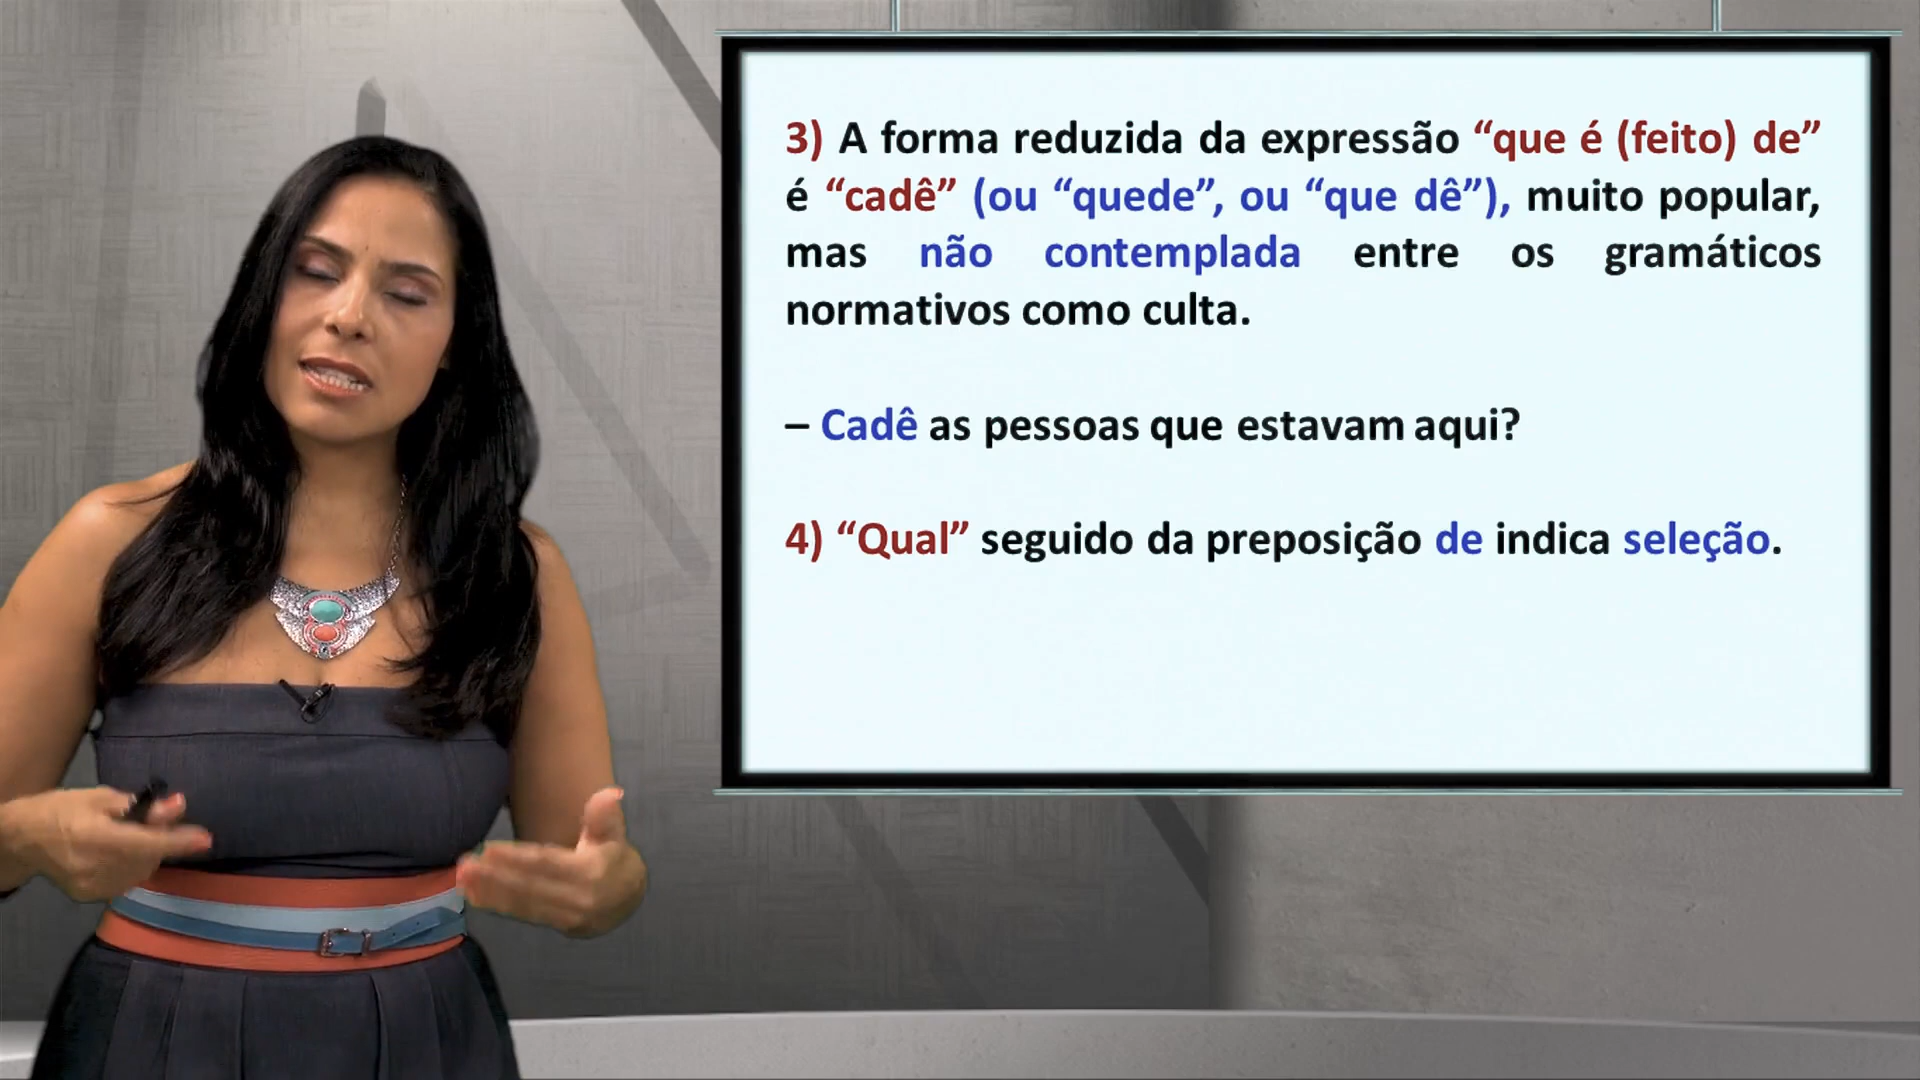 3) A forma reduzida da expressão “que é (feito) de”
é “cadê” (ou “quede”, ou “que dê”), muito popular,
mas não contemplada entre os gramáticos
normativos como culta.
– Cadê as pessoas que estavam aqui?
4) “Qual” seguido da preposição de indica seleção.